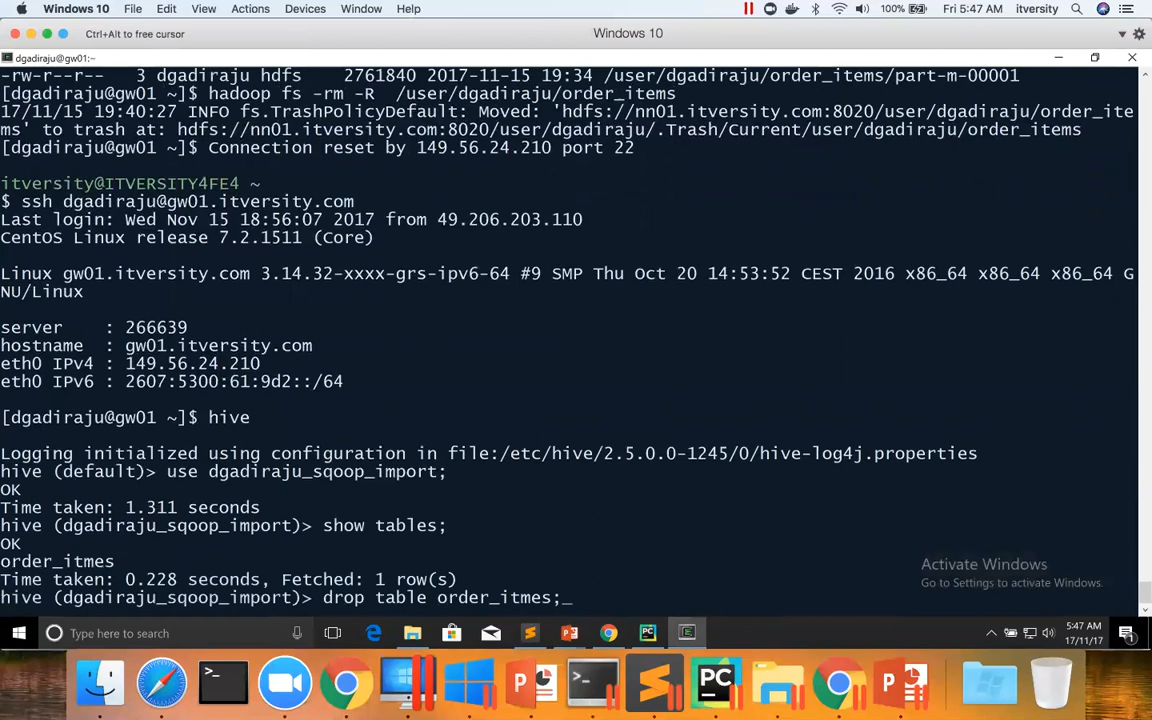 Windows 10 File Edit View Actions Devices Window Help 100% Fri 5:47 AM itversity
Ctrl+Alt to free cursor Windows 10
dgadiraju@gw01:~
-rw-r--r-- 3 dgadiraju hdfs 2761840 2017-11-15 19:34 /user/dgadiraju/order_items/part-m-00001
[dgadiraju@gw01 ~]$ hadoop fs -rm -R /user/dgadiraju/order_items
17/11/15 19:40:27 INFO fs.TrashPolicyDefault: Moved: 'hdfs://nn01.itversity.com:8020/user/dgadiraju/order_ite
ms' to trash at: hdfs://nn01.itversity.com:8020/user/dgadiraju/.Trash/Current/user/dgadiraju/order_items
[dgadiraju@gw01 ~]$ Connection reset by 149.56.24.210 port 22
itversity@ITVERSITY4FE4 ~
$ ssh dgadiraju@gw01.itversity.com
Last login: Wed Nov 15 18:56:07 2017 from 49.206.203.110
CentOS Linux release 7.2.1511 (Core)
Linux gw01.itversity.com 3.14.32-xxxx-grs-ipv6-64 #9 SMP Thu Oct 20 14:53:52 CEST 2016 x86_64 x86_64 x86_64 G
NU/Linux
server : 266639
hostname : gw01.itversity.com
eth0 IPv4 : 149.56.24.210
eth0 IPv6 : 2607:5300:61:9d2::/64
[dgadiraju@gw01 ~]$ hive
Logging initialized using configuration in file:/etc/hive/2.5.0.0-1245/0/hive-log4j.properties
hive (default)> use dgadiraju_sqoop_import;
OK
Time taken: 1.311 seconds
hive (dgadiraju_sqoop_import)> show tables;
OK
order_itmes
Time taken: 0.228 seconds, Fetched: 1 row(s)
hive (dgadiraju_sqoop_import)> drop table order_itmes;_
Activate Windows
Go to Settings to activate Windows.
Type here to search
5:47 AM
17/11/17